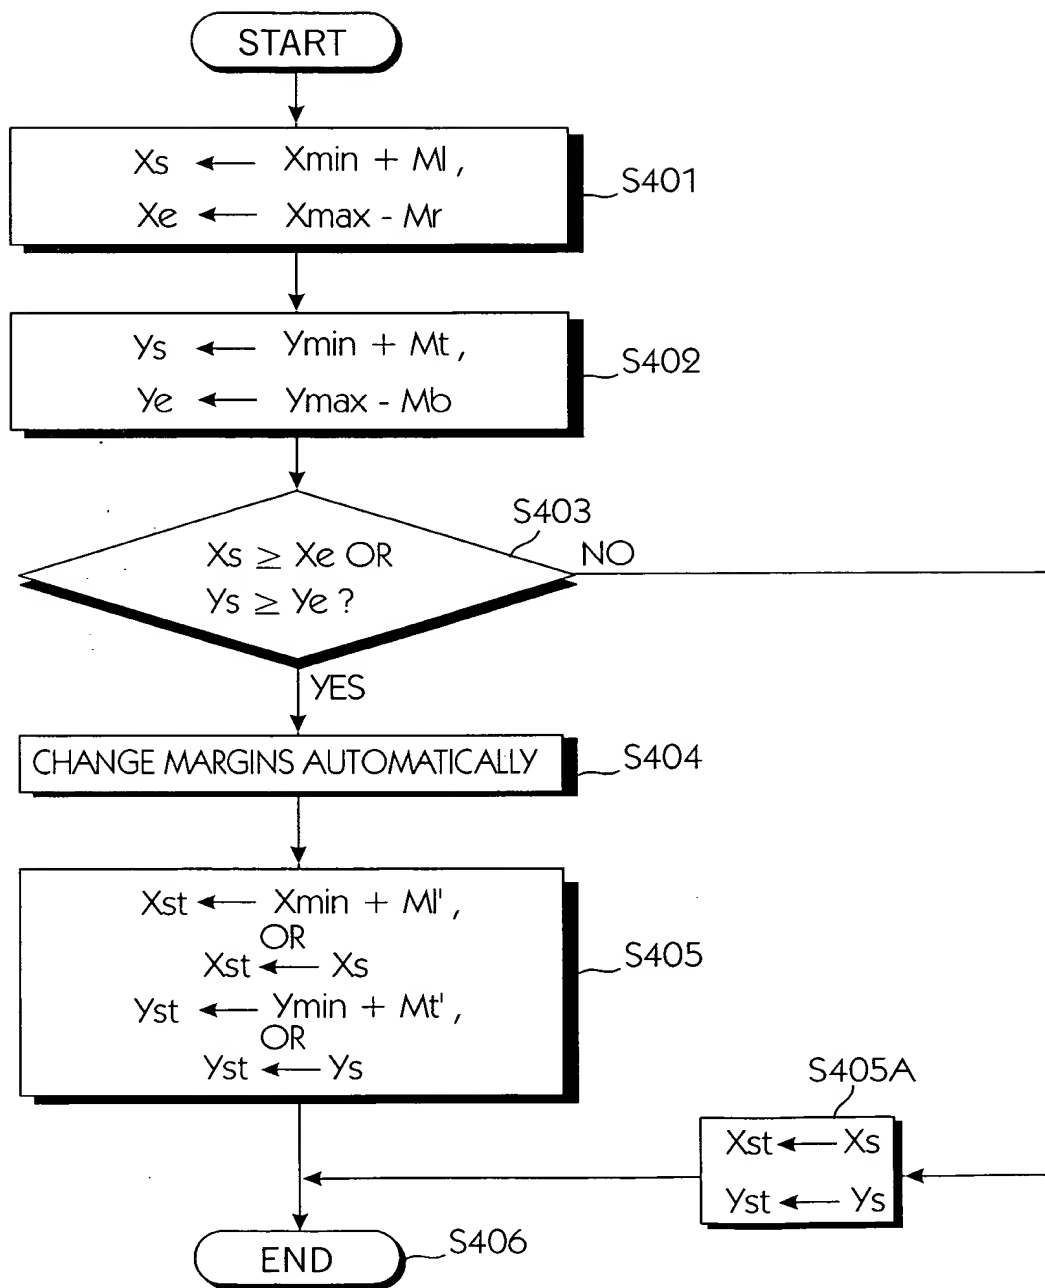 START
Xs ← Xmin + Ml ,
Xe ← Xmax - Mr
S401
Ys ← Ymin + Mt ,
Ye ← Ymax - Mb
S402
S403
Xs ≥ Xe OR
Ys ≥ Ye ?
NO
YES
CHANGE MARGINS AUTOMATICALLY
S404
Xst ← Xmin + Ml' ,
OR
Xst ← Xs
Yst ← Ymin + Mt' ,
OR
Yst ← Ys
S405
S405A
Xst ← Xs
Yst ← Ys
END
S406